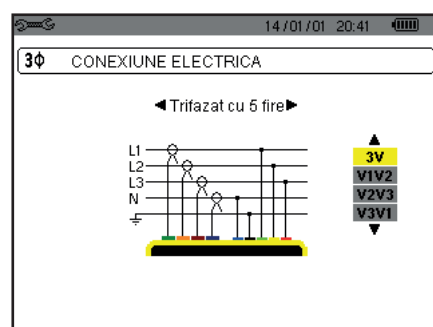 14/01/01 20:41
3Φ CONEXIUNE ELECTRICA
◄Trifazat cu 5 fire►
L1
L2
L3
N
3V
V1V2
V2V3
V3V1